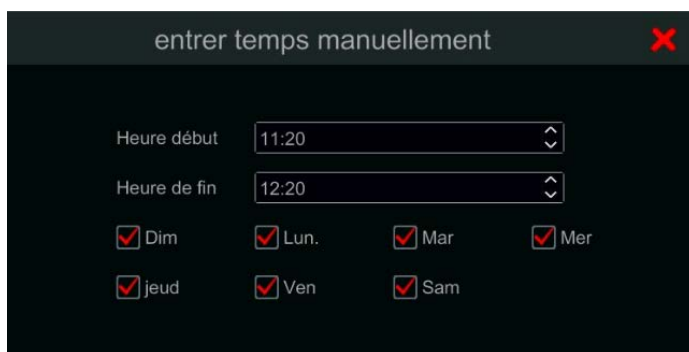 entrer temps manuellement
Heure début 11:20
Heure de fin 12:20
Dim Lun. Mar Mer
jeud Ven Sam